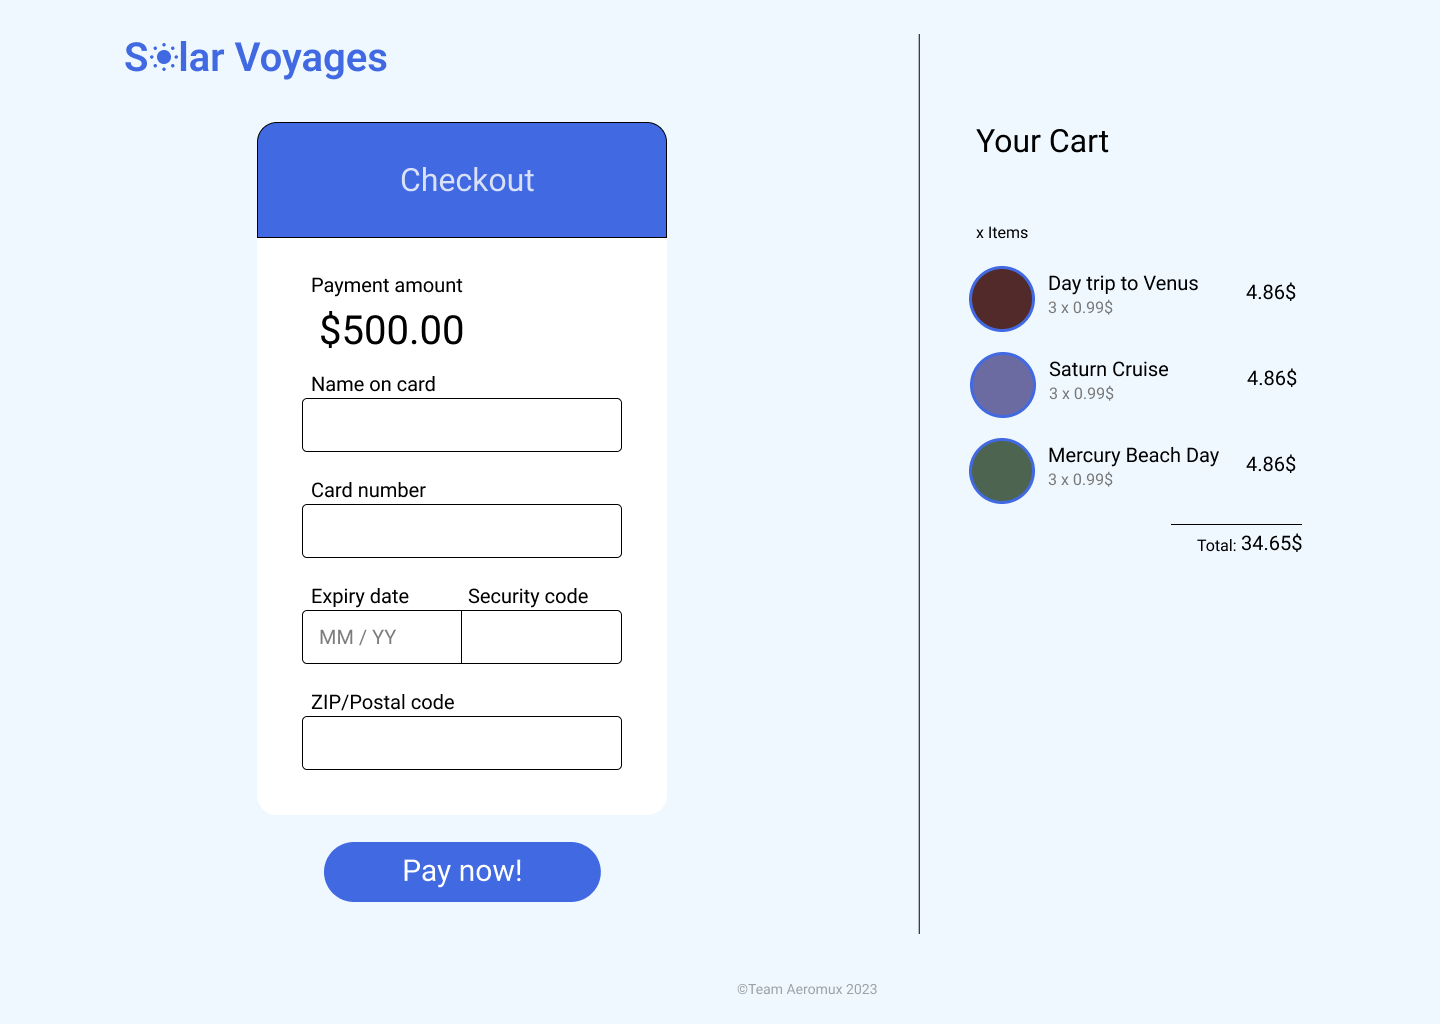 Solar Voyages
Checkout
Payment amount
$500.00
Name on card
Card number
Expiry date Security code
MM / YY
ZIP/Postal code
Pay now!
Your Cart
x Items
Day trip to Venus 4.86$
3 x 0.99$
Saturn Cruise 4.86$
3 x 0.99$
Mercury Beach Day 4.86$
3 x 0.99$
Total: 34.65$
©Team Aeromux 2023